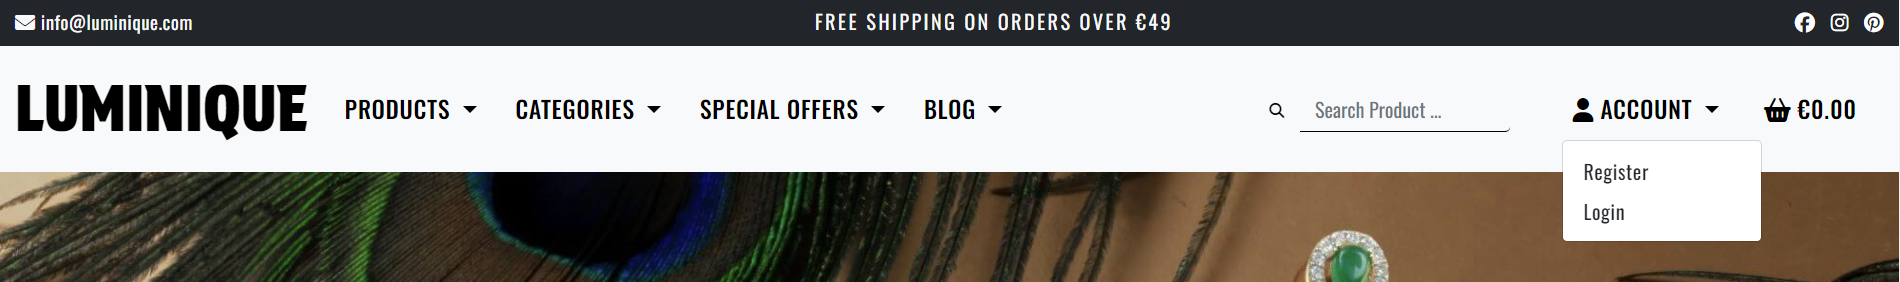 info@luminique.com
FREE SHIPPING ON ORDERS OVER €49
LUMINIQUE PRODUCTS CATEGORIES SPECIAL OFFERS BLOG Search Product ... ACCOUNT €0.00
Register
Login